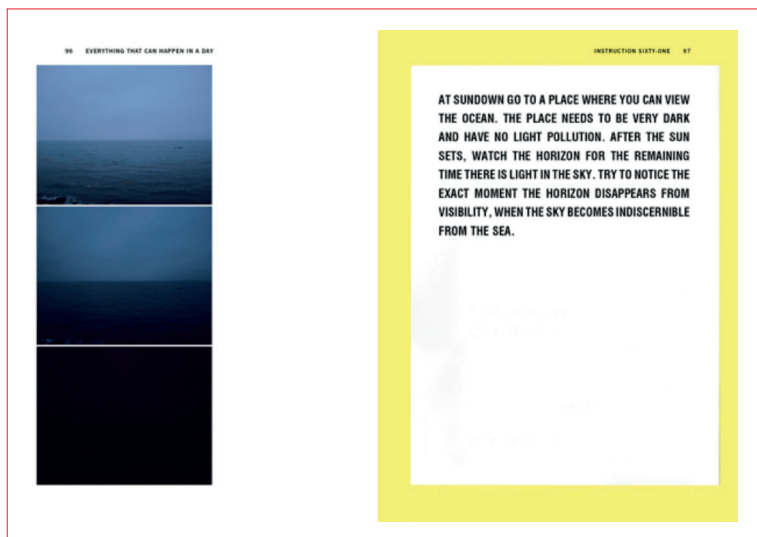 96 EVERYTHING THAT CAN HAPPEN IN A DAY
INSTRUCTION SIXTY-ONE 97
AT SUNDOWN GO TO A PLACE WHERE YOU CAN VIEW
THE OCEAN. THE PLACE NEEDS TO BE VERY DARK
AND HAVE NO LIGHT POLLUTION. AFTER THE SUN
SETS, WATCH THE HORIZON FOR THE REMAINING
TIME THERE IS LIGHT IN THE SKY. TRY TO NOTICE THE
EXACT MOMENT THE HORIZON DISAPPEARS FROM
VISIBILITY, WHEN THE SKY BECOMES INDISCERNIBLE
FROM THE SEA.